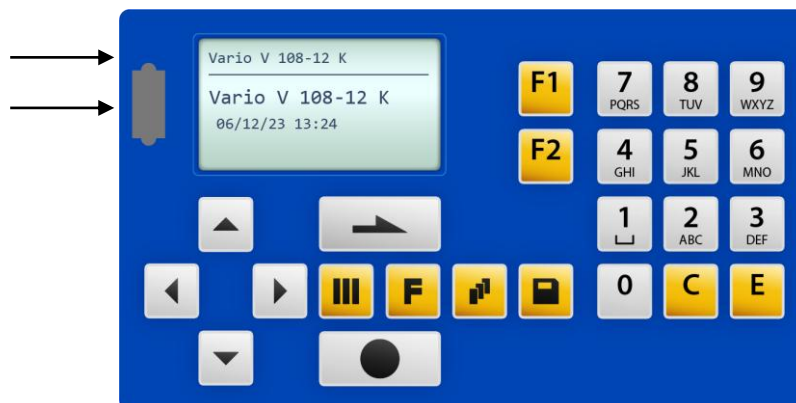 Vario V 108-12 K
Vario V 108-12 K
06/12/23 13:24
F1
7
PQRS
8
TUV
9
WXYZ
F2
4
GHI
5
JKL
6
MNO
1
2
ABC
3
DEF
F
0
C
E